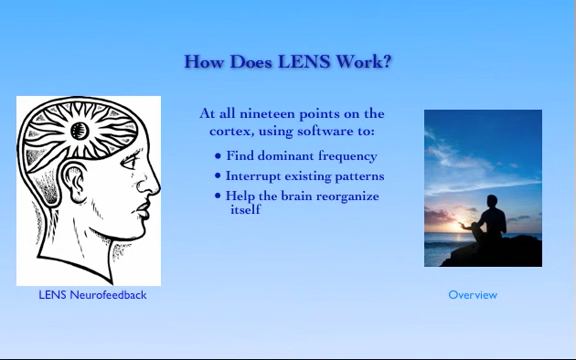 How Does LENS Work?
At all nineteen points on the
cortex, using software to:
• Find dominant frequency
• Interrupt existing patterns
• Help the brain reorganize
itself
LENS Neurofeedback
Overview